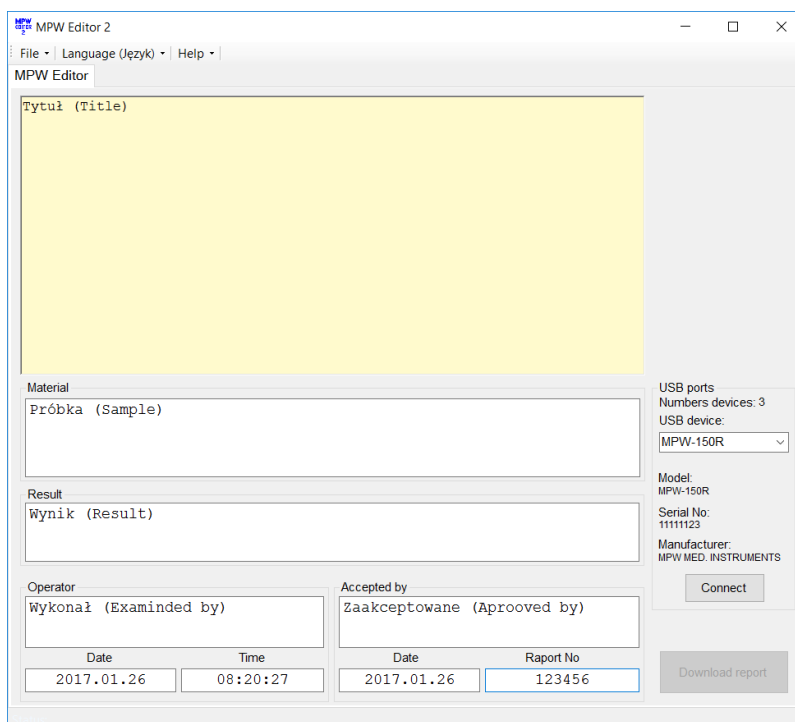 MPW Editor 2
File Language (Język) Help
MPW Editor
Tytuł (Title)
Material
Próbka (Sample)
Result
Wynik (Result)
Operator
Wykonał (Examinded by)
Date Time
2017.01.26 08:20:27
Accepted by
Zaakceptowane (Aprooved by)
Date Raport No
2017.01.26 123456
USB ports
Numbers devices: 3
USB device:
MPW-150R
Model:
MPW-150R
Serial No:
11111123
Manufacturer:
MPW MED. INSTRUMENTS
Connect
Download report